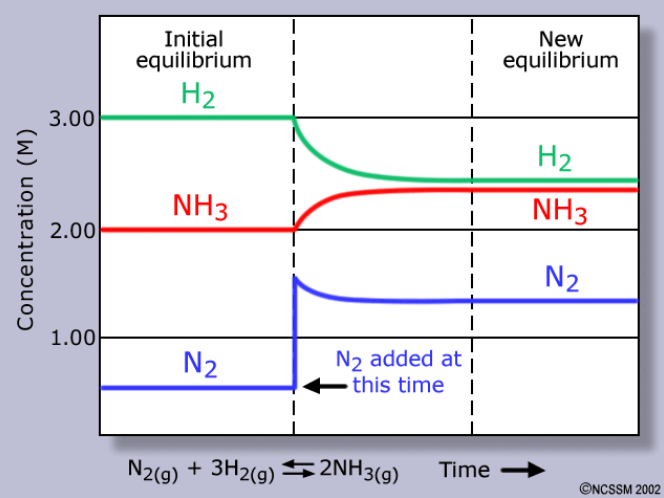 Initial
equilibrium
New
equilibrium
H2
3.00
H2
NH3
NH3
2.00
N2
Concentration (M)
1.00
N2
N2 added at
this time
N2(g) + 3H2(g) ⇌ 2NH3(g)
Time →
©NCSSM 2002